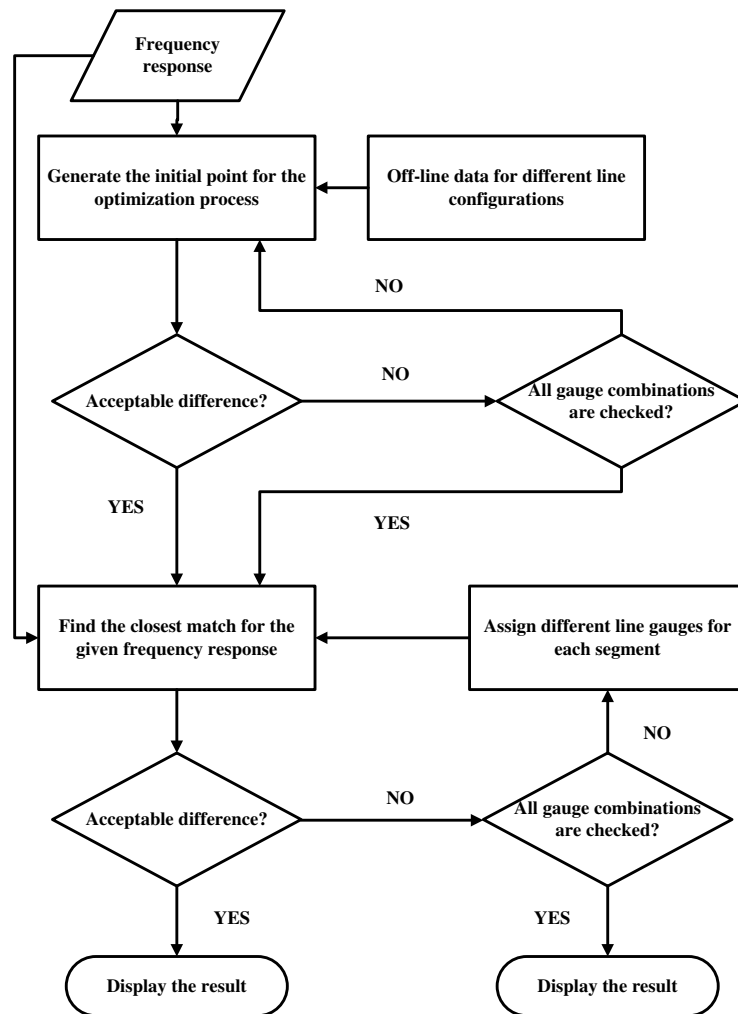 Frequency
response
Generate the initial point for the
optimization process
Off-line data for different line
configurations
NO
Acceptable difference?
NO
All gauge combinations
are checked?
YES
YES
Find the closest match for the
given frequency response
Assign different line gauges for
each segment
NO
Acceptable difference?
NO
All gauge combinations
are checked?
YES
YES
Display the result
Display the result